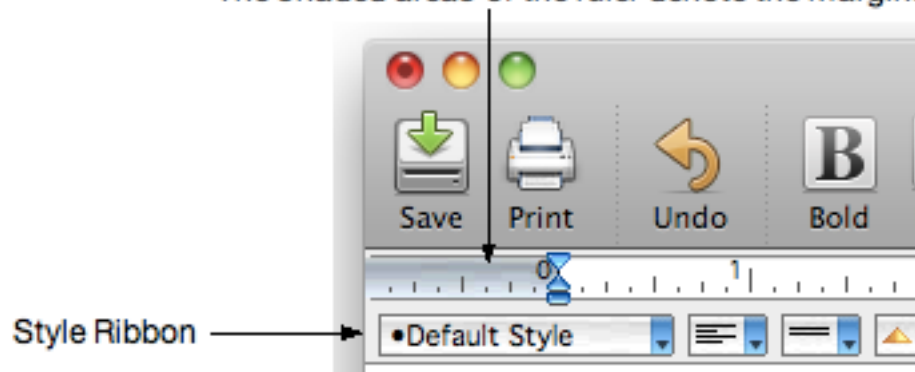 The shaded areas of the ruler denote the margin
Save Print Undo B Bold
0 1
Style Ribbon •Default Style